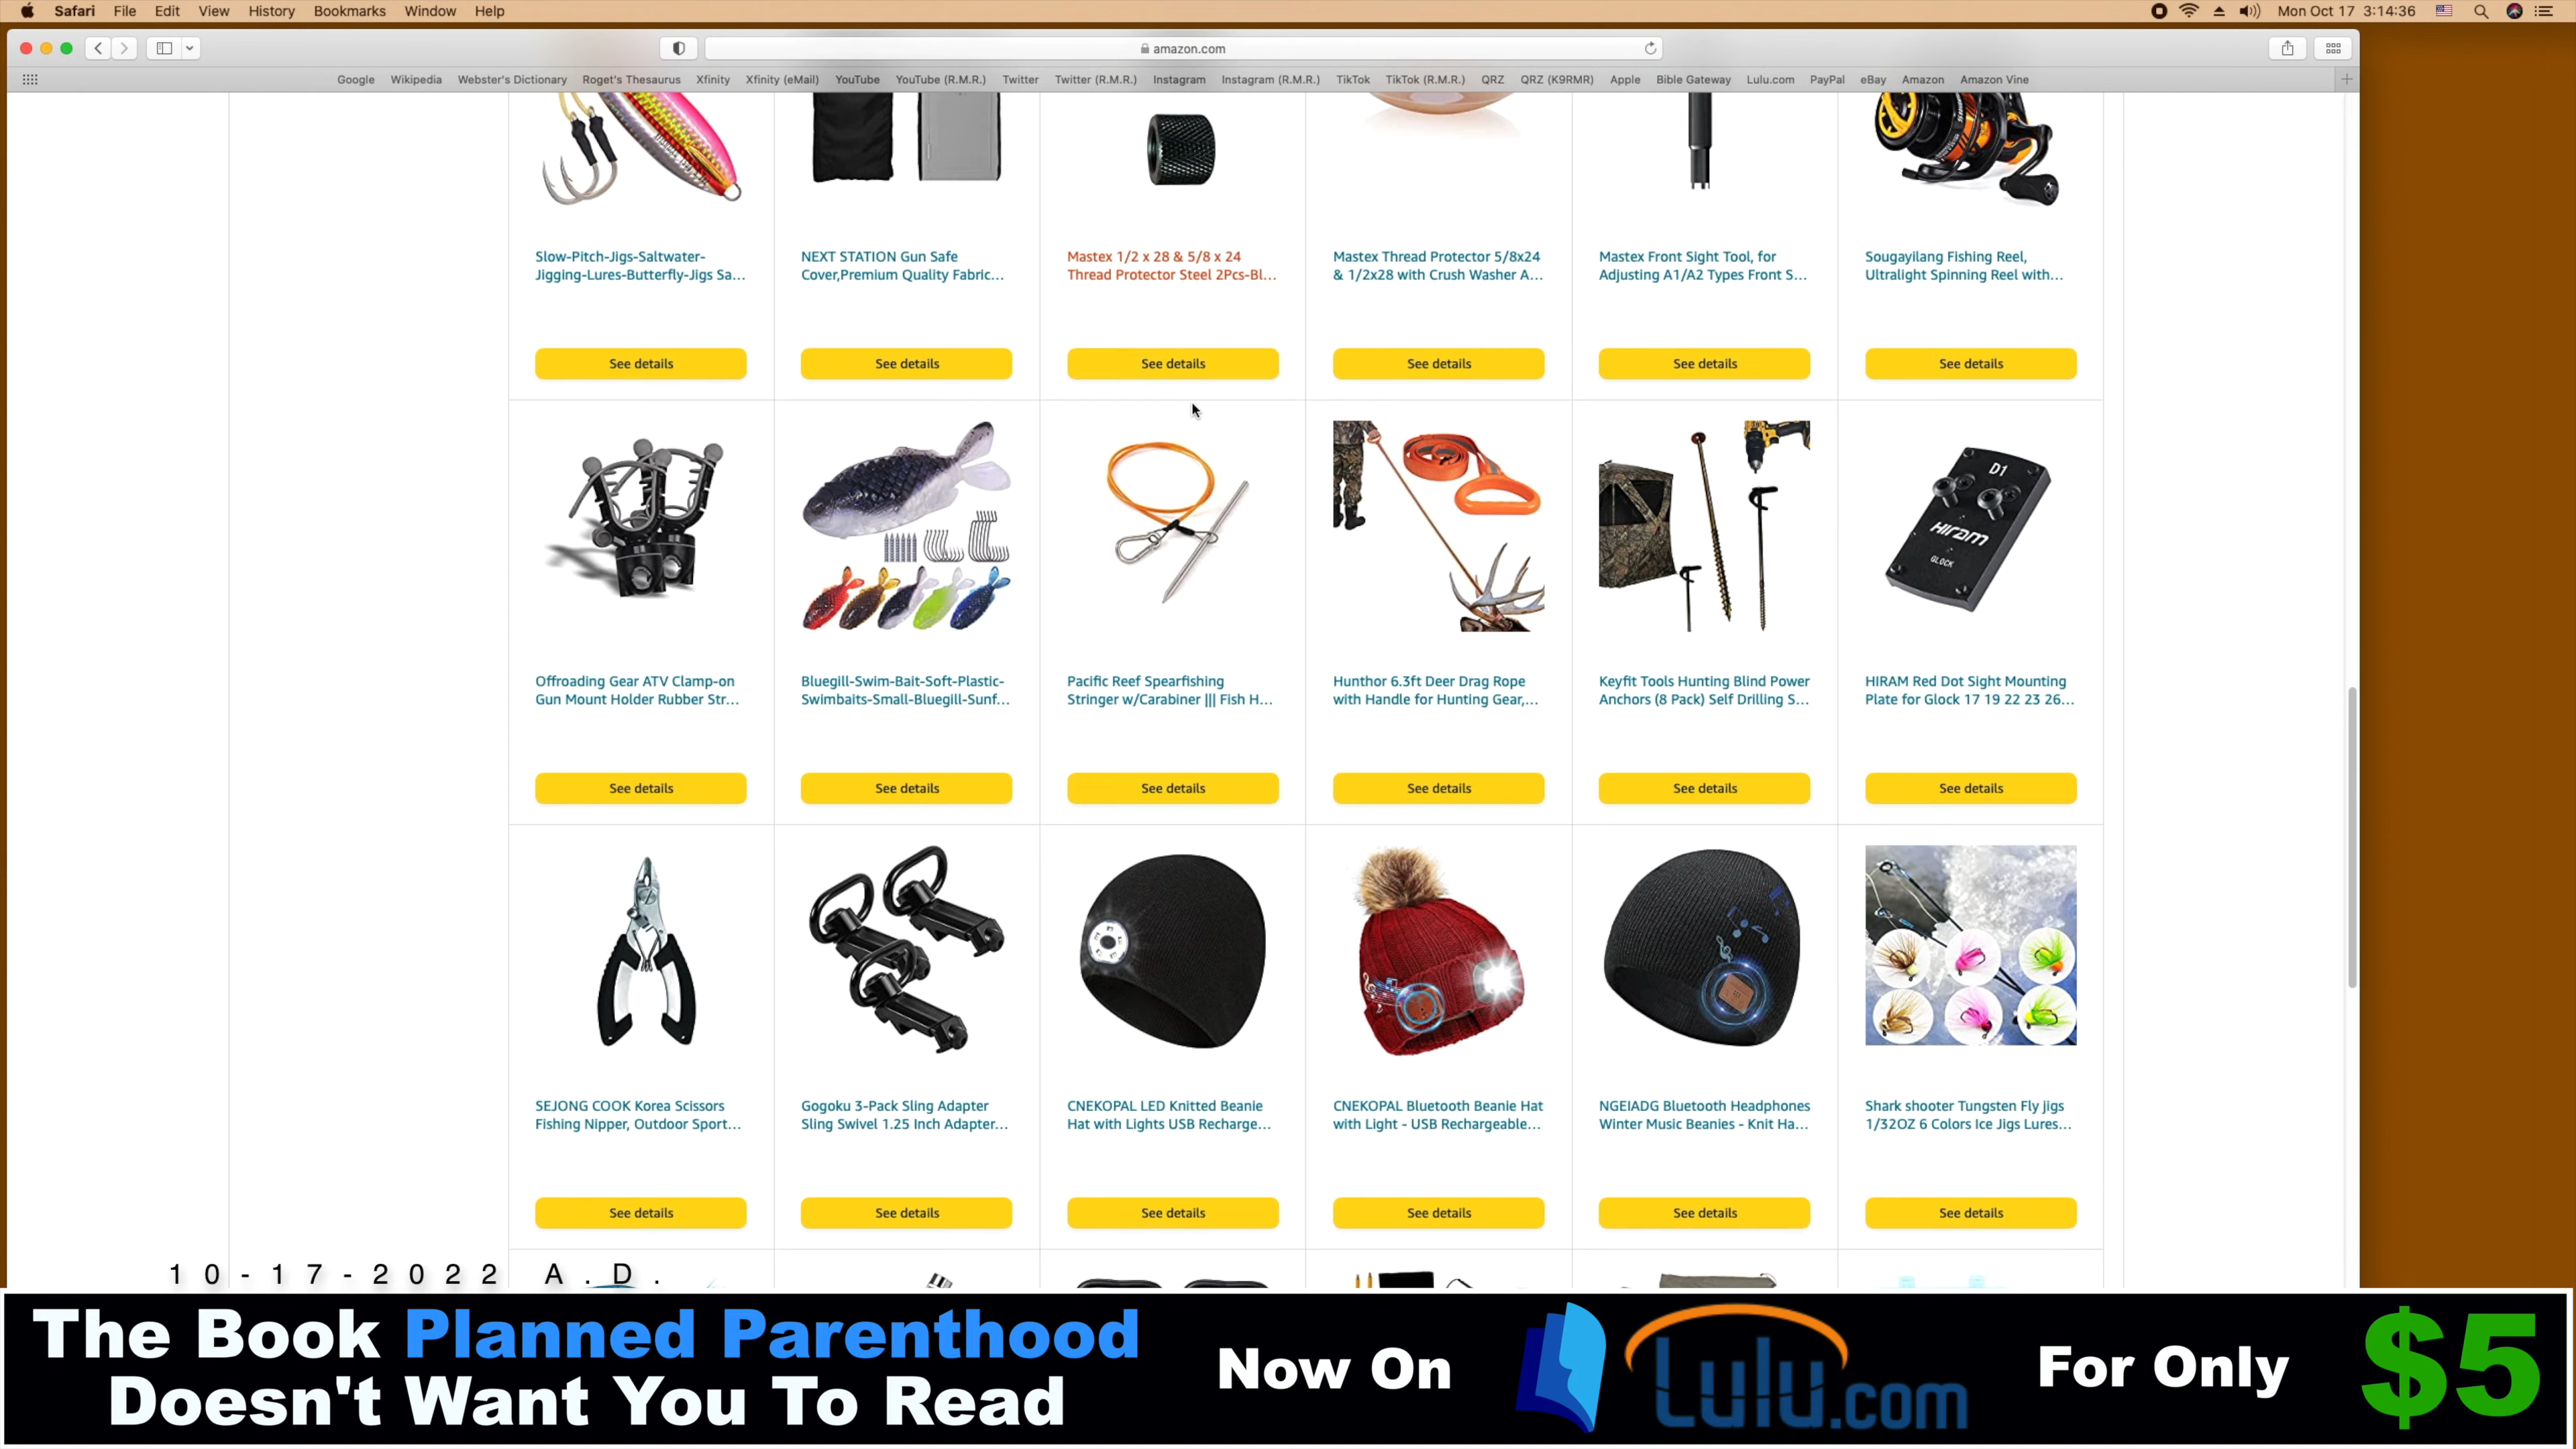 Safari File Edit View History Bookmarks Window Help
Mon Oct 17 3:14:36
amazon.com
Google Wikipedia Webster's Dictionary Roget's Thesaurus Xfinity Xfinity (eMail) YouTube YouTube (R.M.R.) Twitter Twitter (R.M.R.) Instagram Instagram (R.M.R.) TikTok TikTok (R.M.R.) QRZ QRZ (K9RMR) Apple Bible Gateway Lulu.com PayPal eBay Amazon Amazon Vine
Slow-Pitch-Jigs-Saltwater-
Jigging-Lures-Butterfly-Jigs Sa...
NEXT STATION Gun Safe
Cover,Premium Quality Fabric...
Mastex 1/2 x 28 & 5/8 x 24
Thread Protector Steel 2Pcs-Bl...
Mastex Thread Protector 5/8x24
& 1/2x28 with Crush Washer A...
Mastex Front Sight Tool, for
Adjusting A1/A2 Types Front S...
Sougayilang Fishing Reel,
Ultralight Spinning Reel with...
See details See details See details See details See details See details
D1
HIRAM
GLOCK
Offroading Gear ATV Clamp-on
Gun Mount Holder Rubber Str...
Bluegill-Swim-Bait-Soft-Plastic-
Swimbaits-Small-Bluegill-Sunf...
Pacific Reef Spearfishing
Stringer w/Carabiner ||| Fish H...
Hunthor 6.3ft Deer Drag Rope
with Handle for Hunting Gear,...
Keyfit Tools Hunting Blind Power
Anchors (8 Pack) Self Drilling S...
HIRAM Red Dot Sight Mounting
Plate for Glock 17 19 22 23 26...
See details See details See details See details See details See details
SEJONG COOK Korea Scissors
Fishing Nipper, Outdoor Sport...
Gogoku 3-Pack Sling Adapter
Sling Swivel 1.25 Inch Adapter...
CNEKOPAL LED Knitted Beanie
Hat with Lights USB Recharge...
CNEKOPAL Bluetooth Beanie Hat
with Light - USB Rechargeable...
NGEIADG Bluetooth Headphones
Winter Music Beanies - Knit Ha...
Shark shooter Tungsten Fly jigs
1/32OZ 6 Colors Ice Jigs Lures...
See details See details See details See details See details See details
10-17-2022 A.D.
The Book Planned Parenthood
Doesn't Want You To Read
Now On
Lulu.com
For Only
$5